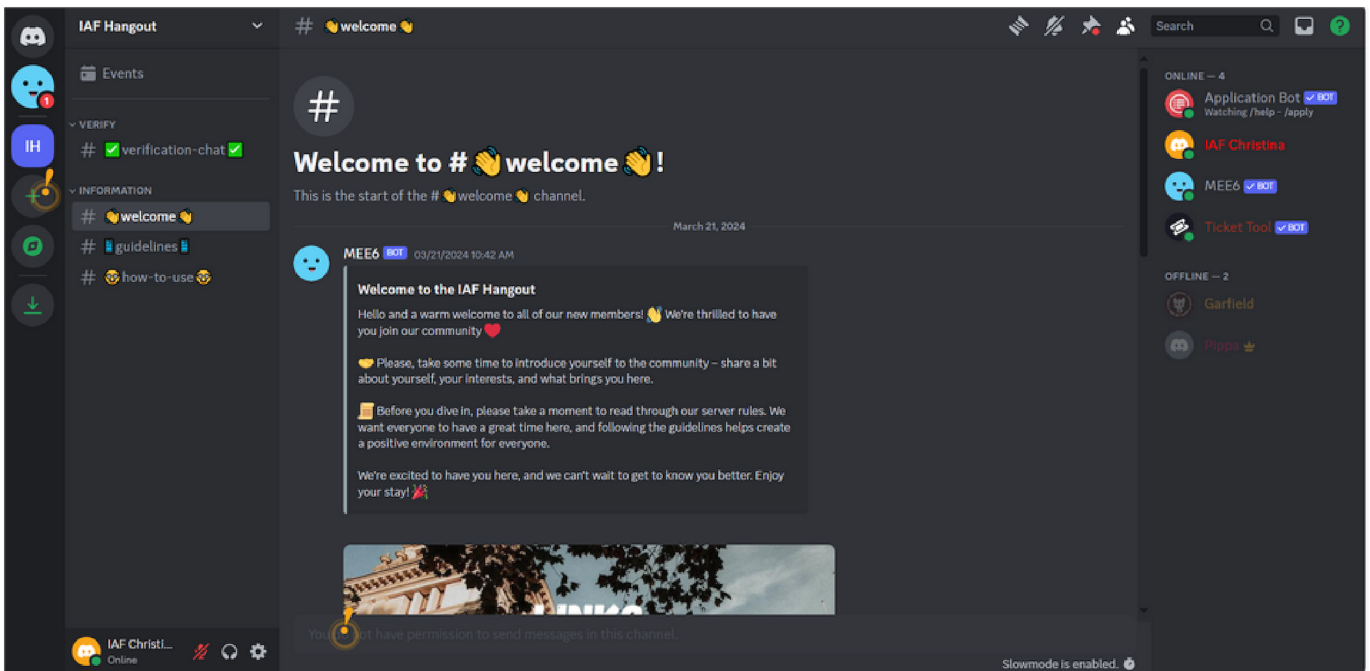 IAF Hangout
# 👋 welcome 👋
Search
1
Events
VERIFY
# ✅ verification-chat ✅
IH
INFORMATION
# 👋 welcome 👋
# 📱 guidelines 📱
# 🤓 how-to-use 🤓
#
Welcome to # 👋 welcome 👋 !
This is the start of the # 👋 welcome 👋 channel.
March 21, 2024
MEE6 BOT 03/21/2024 10:42 AM
Welcome to the IAF Hangout
Hello and a warm welcome to all of our new members! 👋 We're thrilled to have
you join our community ❤️
🤝 Please, take some time to introduce yourself to the community – share a bit
about yourself, your interests, and what brings you here.
📜 Before you dive in, please take a moment to read through our server rules. We
want everyone to have a great time here, and following the guidelines helps create
a positive environment for everyone.
We're excited to have you here, and we can't wait to get to know you better. Enjoy
your stay! 🎉
LINKS
You not have permission to send messages in this channel.
Slowmode is enabled.
IAF Christi...
Online
ONLINE — 4
Application Bot ✓ BOT
Watching /help - /apply
IAF Christina
MEE6 ✓ BOT
Ticket Tool ✓ BOT
OFFLINE — 2
Garfield
Pippa